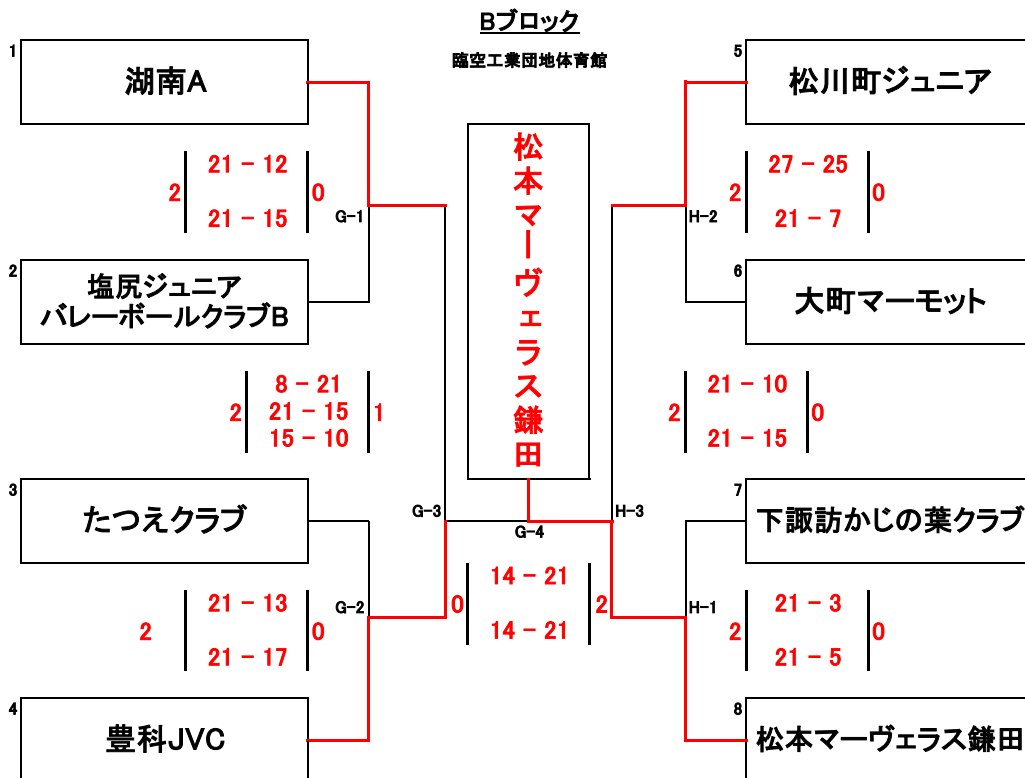 Bブロック
臨空工業団地体育館
1
湖南A
5
松川町ジュニア
松本マーヴェラス鎌田
2
21 - 12
21 - 15
0
G-1
2
27 - 25
21 - 7
0
H-2
2
塩尻ジュニア
バレーボールクラブB
6
大町マーモット
2
8 - 21
21 - 15
15 - 10
1
2
21 - 10
21 - 15
0
3
たつえクラブ
7
下諏訪かじの葉クラブ
G-3
G-4
H-3
2
21 - 13
21 - 17
0
G-2
0
14 - 21
14 - 21
2
H-1
2
21 - 3
21 - 5
0
4
豊科JVC
8
松本マーヴェラス鎌田